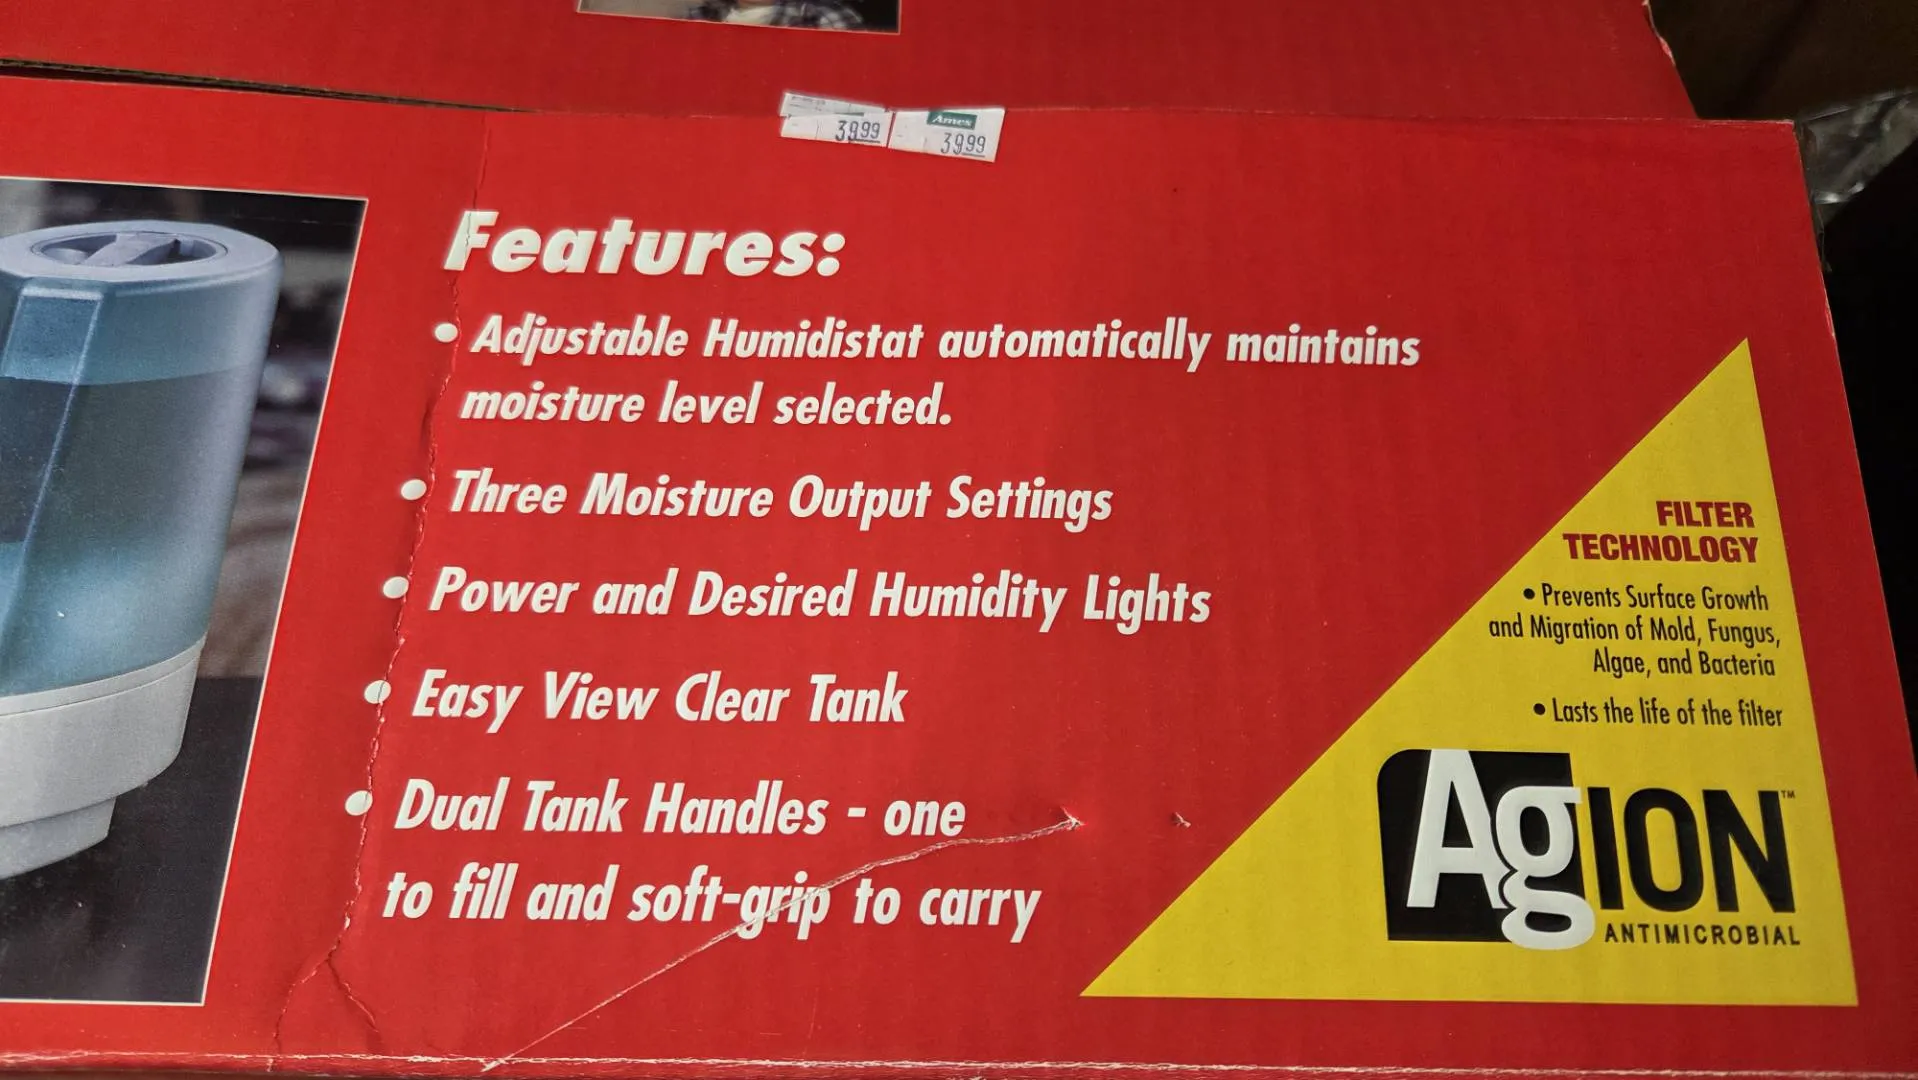 3999
Ames
3999
Features:
• Adjustable Humidistat automatically maintains
moisture level selected.
• Three Moisture Output Settings
• Power and Desired Humidity Lights
• Easy View Clear Tank
• Dual Tank Handles - one
to fill and soft-grip to carry
FILTER
TECHNOLOGY
• Prevents Surface Growth
and Migration of Mold, Fungus,
Algae, and Bacteria
• Lasts the life of the filter
AgION™
ANTIMICROBIAL